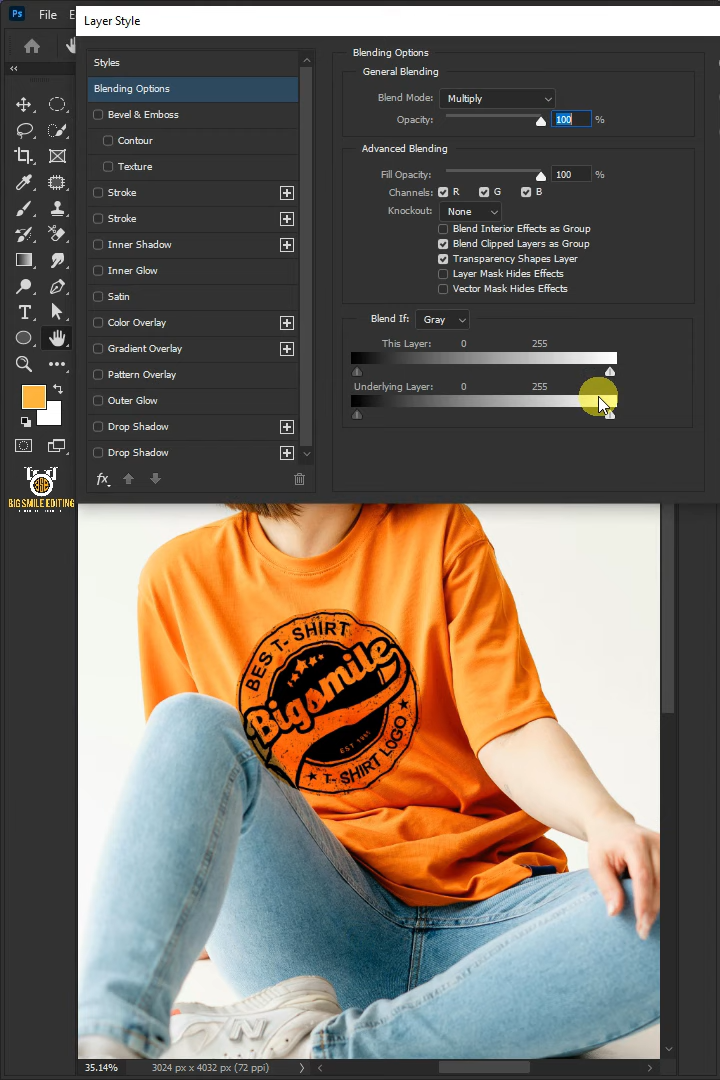 Ps File E
Layer Style
Styles
Blending Options
Bevel & Emboss
Contour
Texture
Stroke
Stroke
Inner Shadow
Inner Glow
Satin
Color Overlay
Gradient Overlay
Pattern Overlay
Outer Glow
Drop Shadow
Drop Shadow
fx
Blending Options
General Blending
Blend Mode: Multiply
Opacity: 100 %
Advanced Blending
Fill Opacity: 100 %
Channels: R G B
Knockout: None
Blend Interior Effects as Group
Blend Clipped Layers as Group
Transparency Shapes Layer
Layer Mask Hides Effects
Vector Mask Hides Effects
Blend If: Gray
This Layer: 0 255
Underlying Layer: 0 255
T
BIG SMILE EDITING
BEST T-SHIRT
Bigsmile
EST 1991
T-SHIRT LOGO
N
35.14% 3024 px x 4032 px (72 ppi)